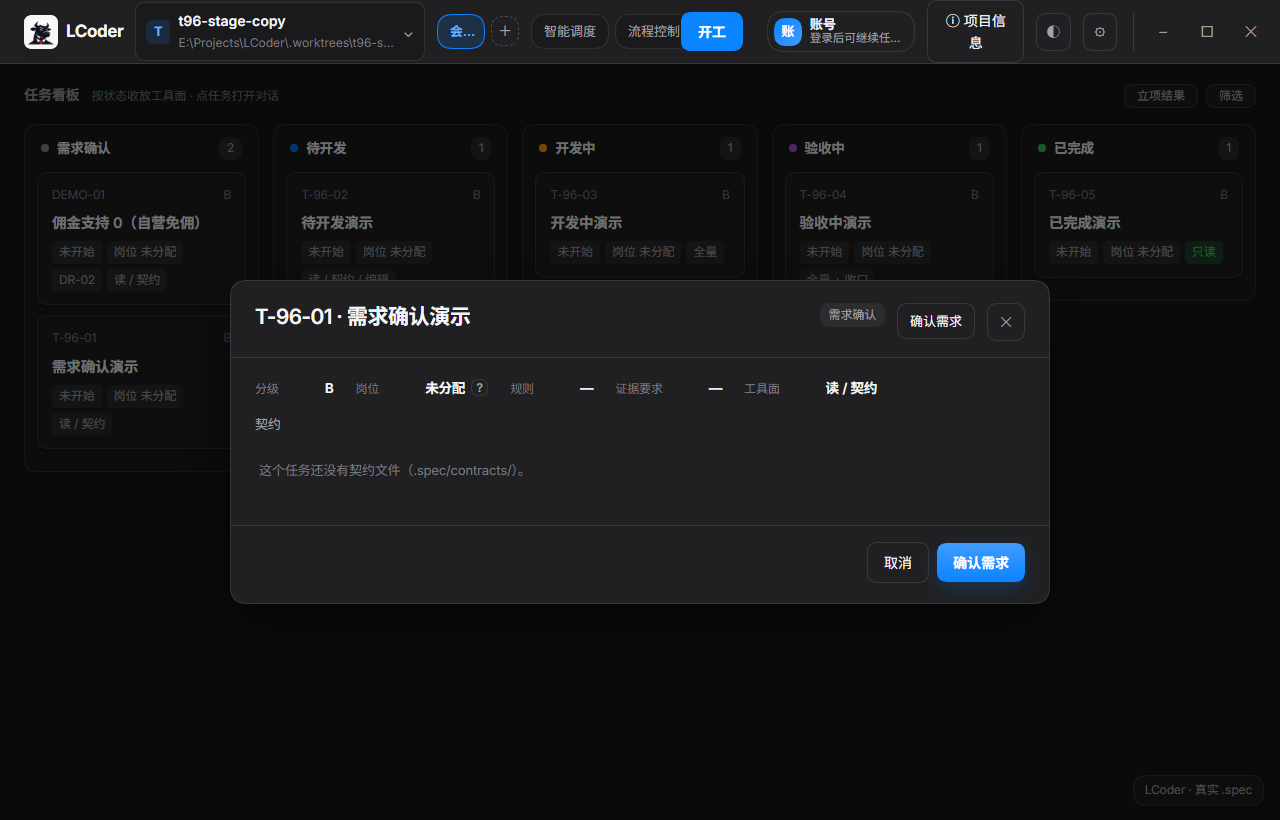 LCoder
T
t96-stage-copy
E:\Projects\LCoder\.worktrees\t96-s...
会...
+
智能调度
流程控制
开工
账
账号
登录后可继续任...
项目信息
任务看板
按状态收放工具面 · 点任务打开对话
立项结果
筛选
需求确认
2
待开发
1
开发中
1
验收中
1
已完成
1
DEMO-01
B
佣金支持 0（自营免佣）
未开始
岗位 未分配
DR-02
读 / 契约
T-96-01
B
需求确认演示
未开始
岗位 未分配
读 / 契约
T-96-02
B
待开发演示
未开始
岗位 未分配
读 / 契约 / 编辑
T-96-03
B
开发中演示
未开始
岗位 未分配
全量
T-96-04
B
验收中演示
未开始
岗位 未分配
全量 + 收口
T-96-05
B
已完成演示
未开始
岗位 未分配
只读
T-96-01 · 需求确认演示
需求确认
确认需求
分级
B
岗位
未分配
?
规则
—
证据要求
—
工具面
读 / 契约
契约
这个任务还没有契约文件（.spec/contracts/）。
取消
确认需求
LCoder · 真实 .spec